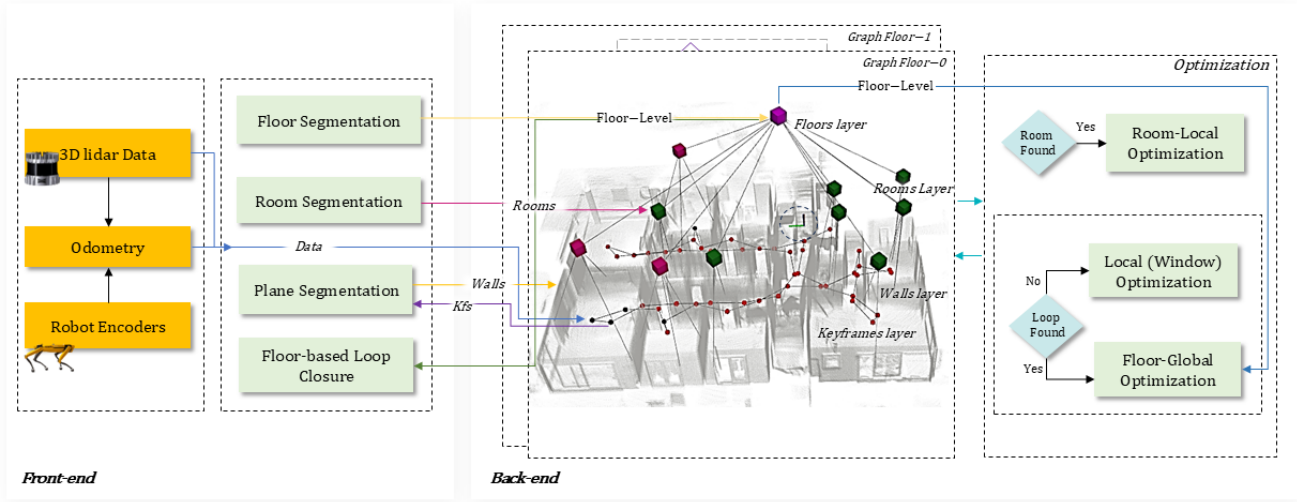 Graph Floor–1
Graph Floor–0
Optimization
Floor–Level
Floor Segmentation
Floor–Level
Floors layer
3D lidar Data
Room
Found
Yes
Room-Local
Optimization
Room Segmentation
Rooms
Rooms Layer
Odometry
Data
Plane Segmentation
Walls
Kfs
Walls layer
Local (Window)
Optimization
No
Robot Encoders
Keyframes layer
Loop
Found
Floor-based Loop
Closure
Yes
Floor-Global
Optimization
Front-end
Back-end